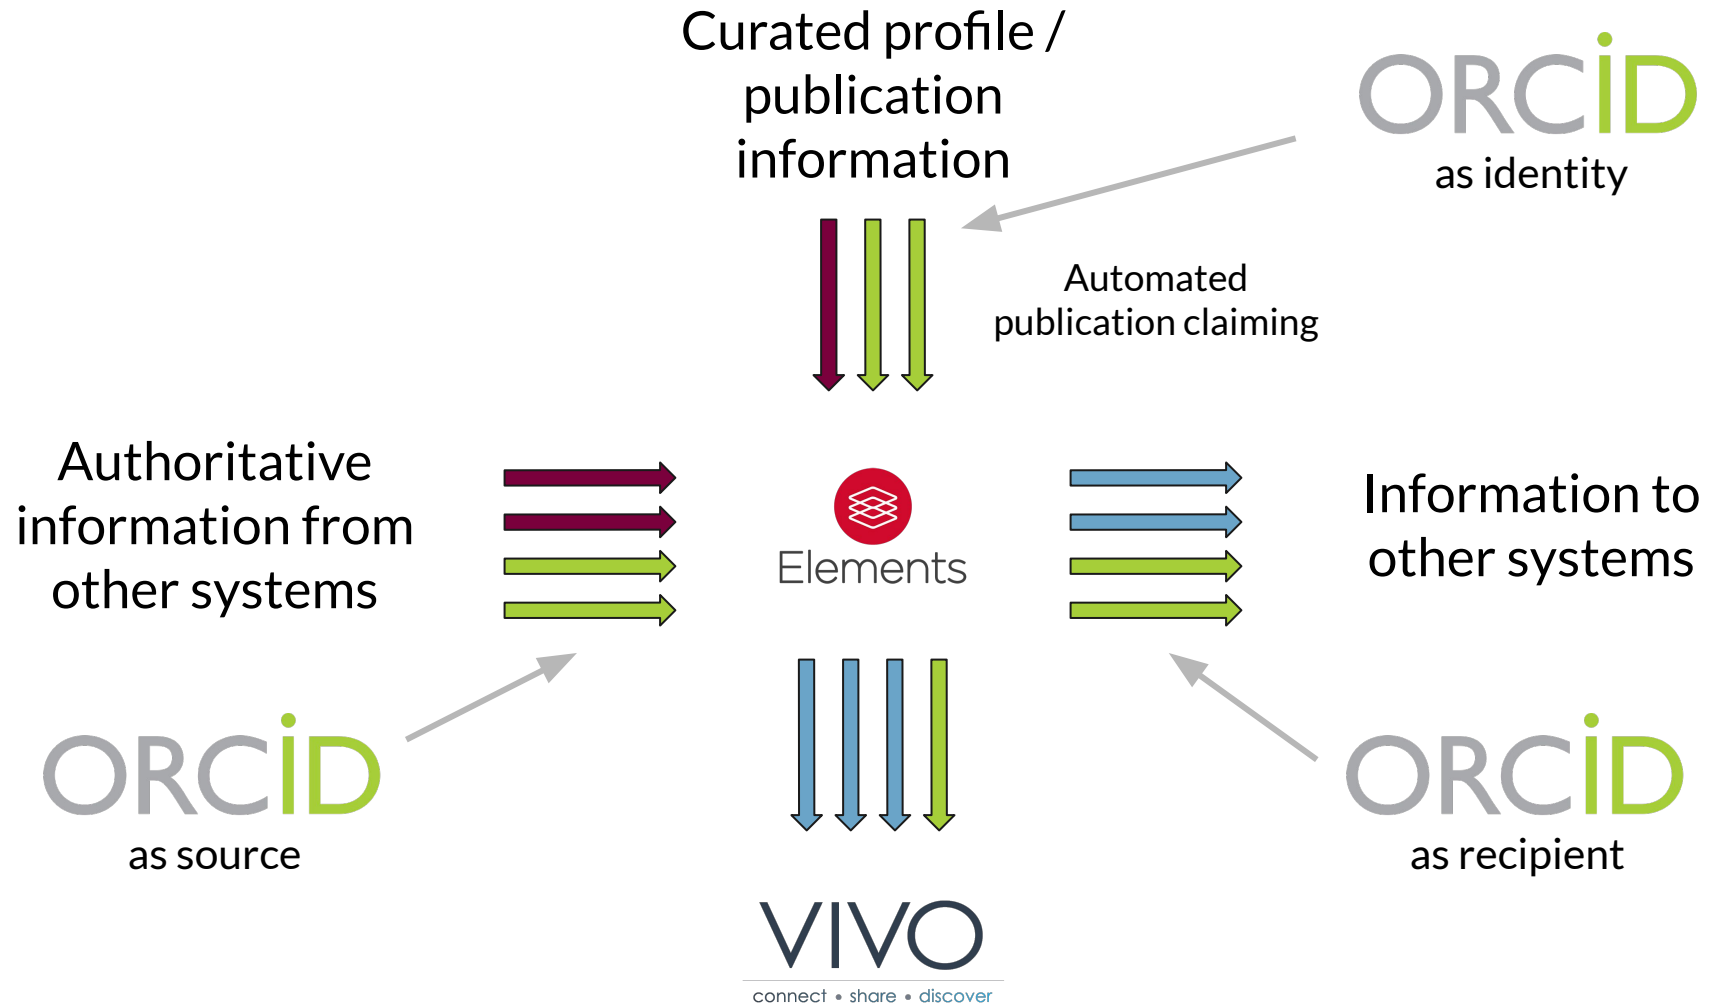 Curated profile /
publication
information
ORCiD
as identity
Automated
publication claiming
Authoritative
information from
other systems
Elements
Information to
other systems
ORCiD
as source
ORCiD
as recipient
VIVO
connect • share • discover